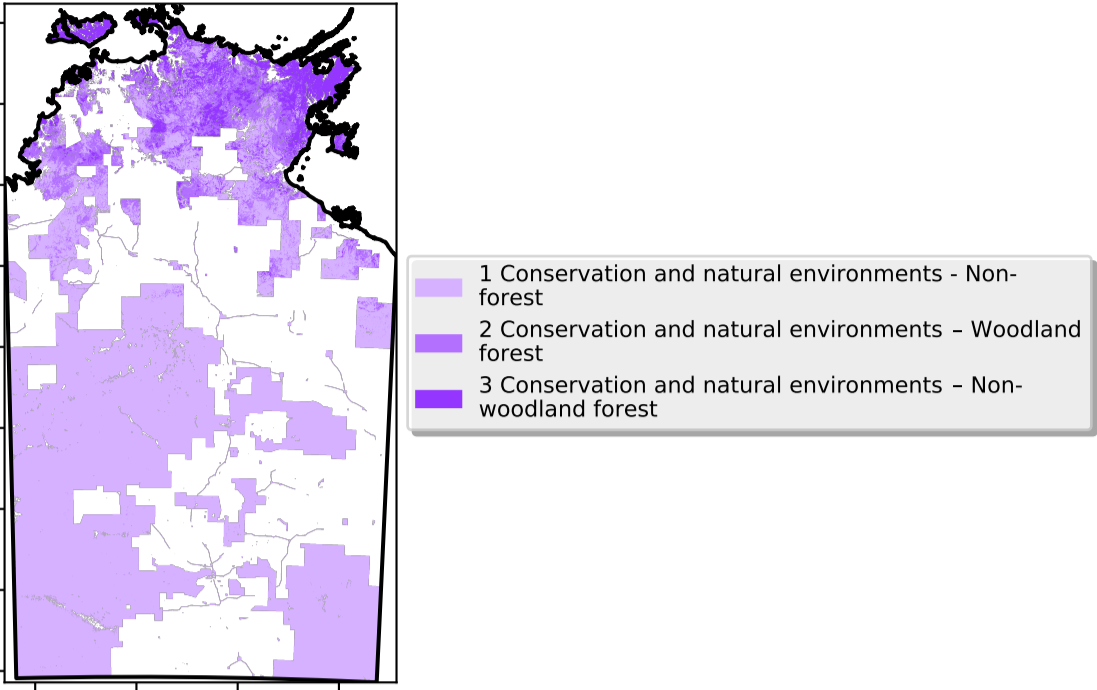 1 Conservation and natural environments - Non-
forest
2 Conservation and natural environments – Woodland
forest
3 Conservation and natural environments – Non-
woodland forest